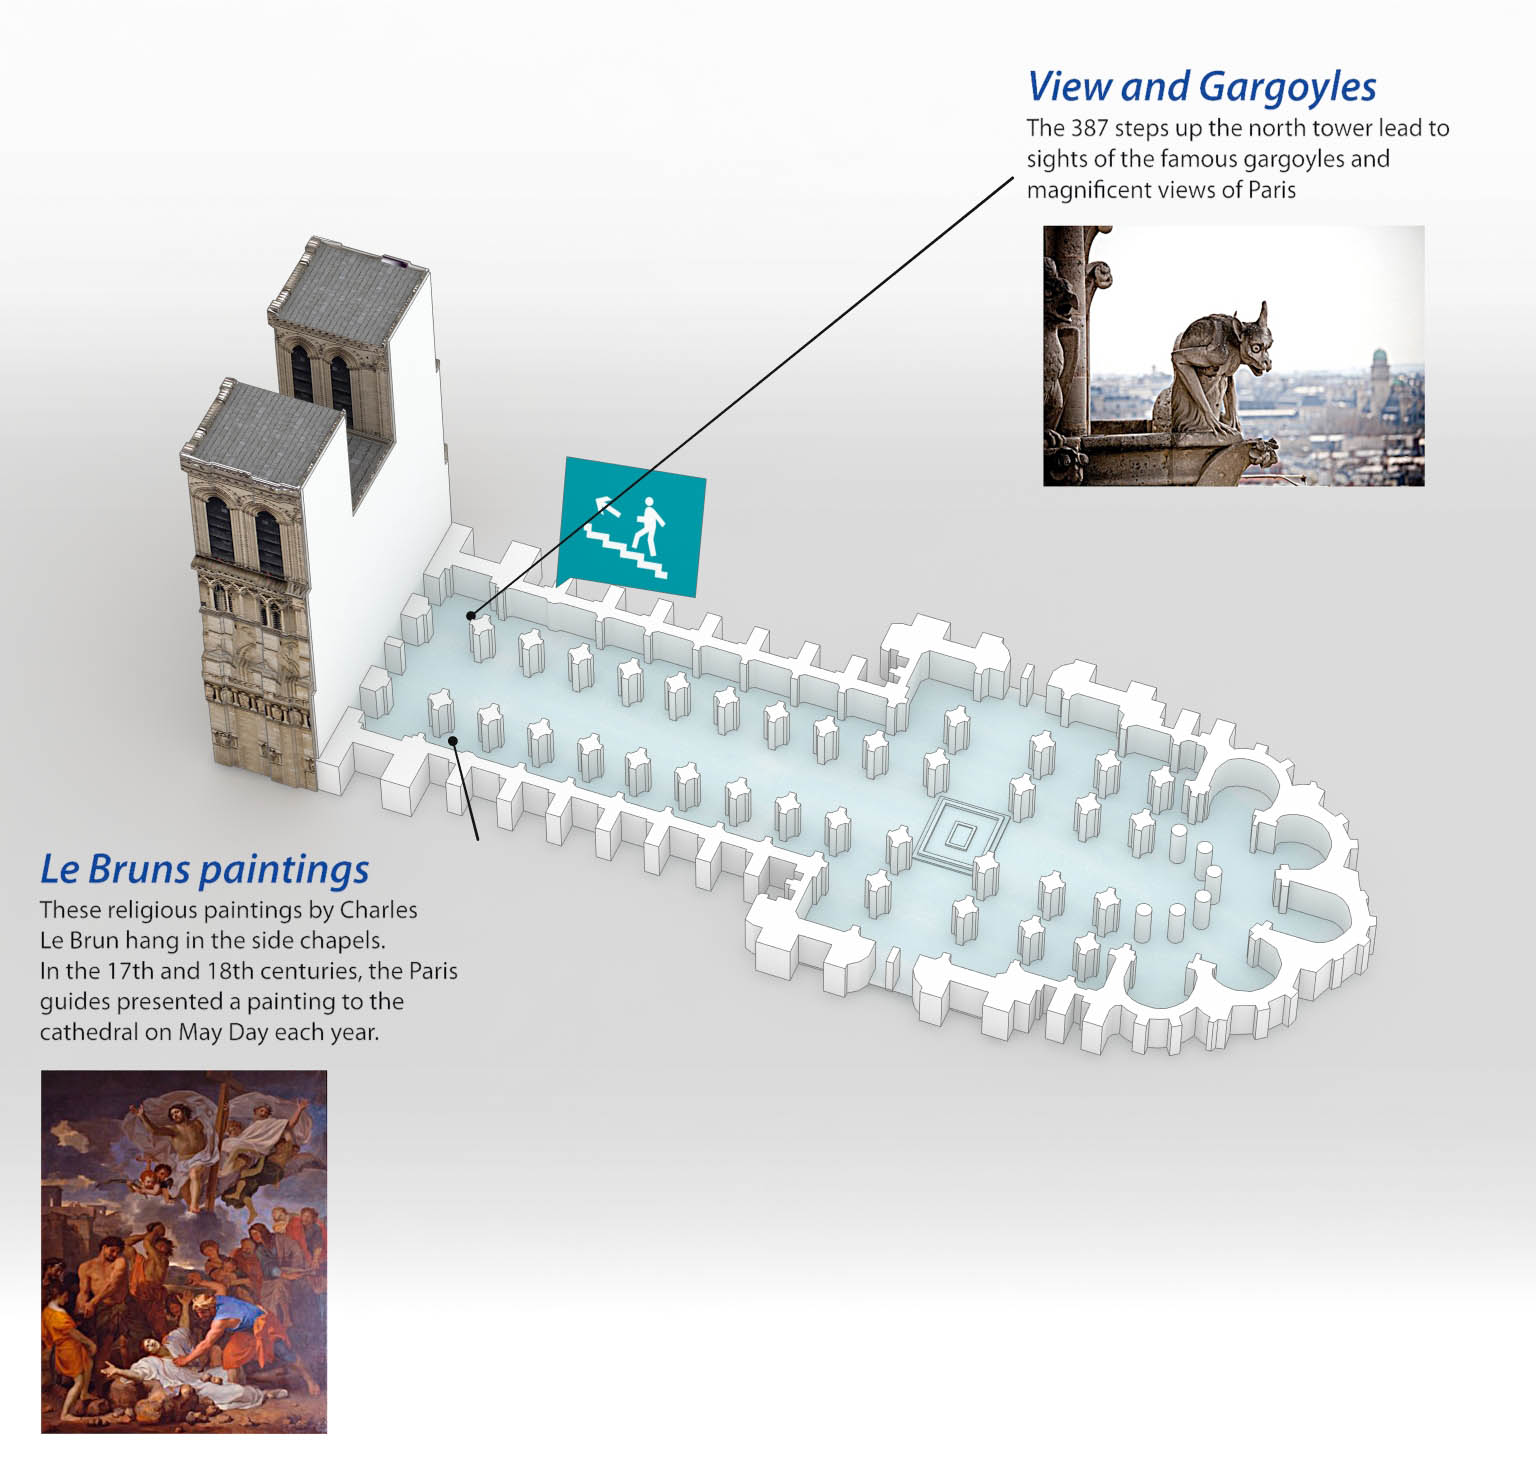 View and Gargoyles
The 387 steps up the north tower lead to
sights of the famous gargoyles and
magnificent views of Paris
Le Bruns paintings
These religious paintings by Charles
Le Brun hang in the side chapels.
In the 17th and 18th centuries, the Paris
guides presented a painting to the
cathedral on May Day each year.